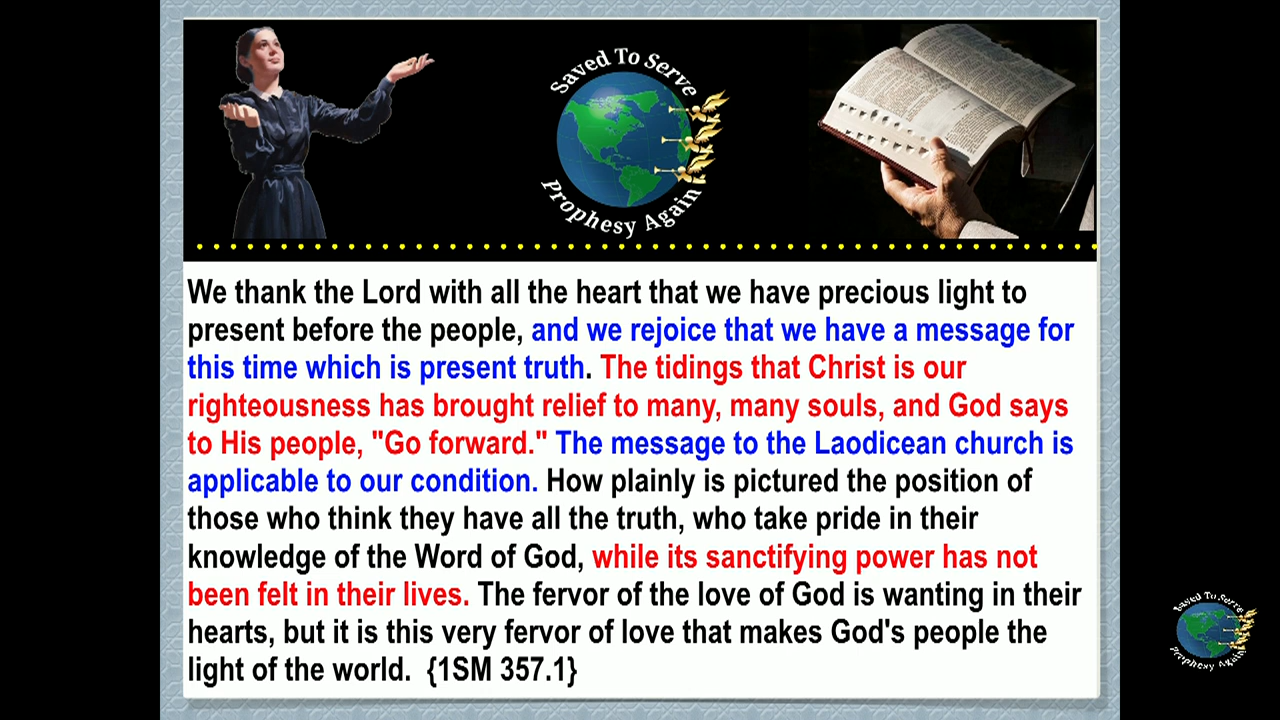 Saved To Serve
Prophesy Again
We thank the Lord with all the heart that we have precious light to
present before the people, and we rejoice that we have a message for
this time which is present truth. The tidings that Christ is our
righteousness has brought relief to many, many souls, and God says
to His people, "Go forward." The message to the Laodicean church is
applicable to our condition. How plainly is pictured the position of
those who think they have all the truth, who take pride in their
knowledge of the Word of God, while its sanctifying power has not
been felt in their lives. The fervor of the love of God is wanting in their
hearts, but it is this very fervor of love that makes God's people the
light of the world.  {1SM 357.1}
Saved To Serve
Prophesy Again